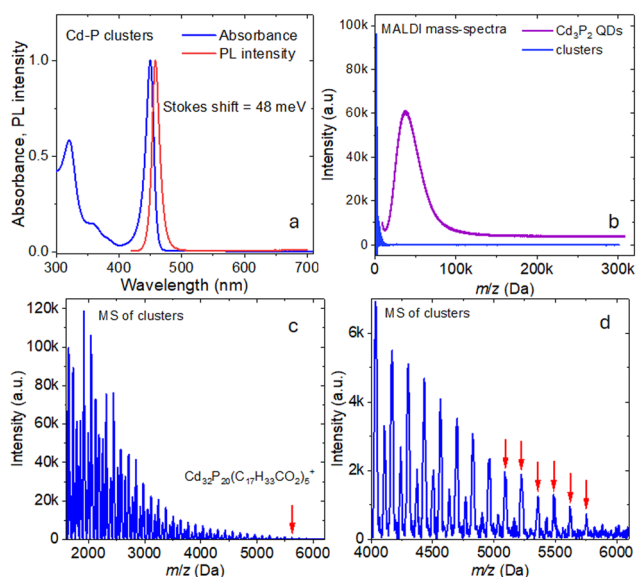 Cd-P clusters
Absorbance
PL intensity
Stokes shift = 48 meV
a
Absorbance, PL intensity
1.0
0.5
0.0
300 400 500 600 700
Wavelength (nm)
MALDI mass-spectra
Cd₃P₂ QDs
clusters
b
Intensity (a.u)
100k
80k
60k
40k
20k
0
0 100k 200k 300k
m/z (Da)
MS of clusters
c
Cd₃₂P₂₀(C₁₇H₃₃CO₂)₅⁺
Intensity (a.u.)
120k
100k
80k
60k
40k
20k
0
2000 3000 4000 5000 6000
m/z (Da)
MS of clusters
d
Intensity (a.u.)
6k
4k
2k
0
4000 4500 5000 5500 6000
m/z (Da)